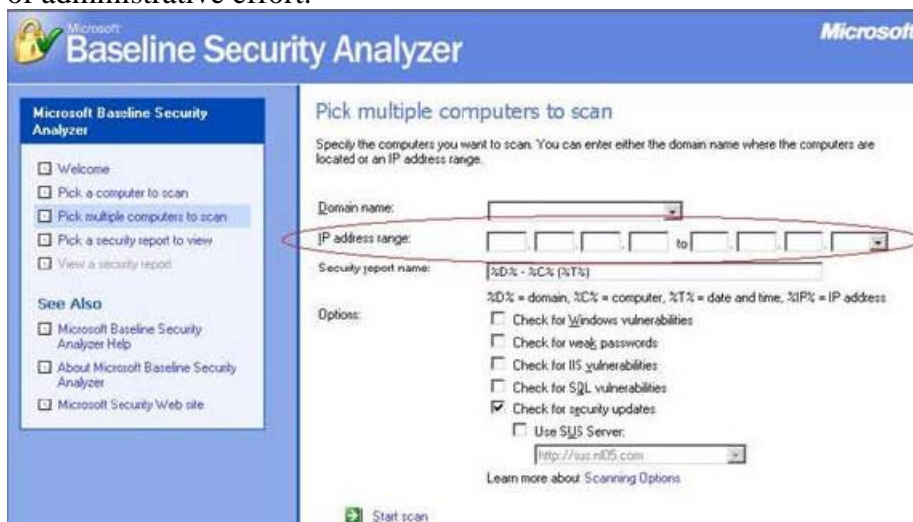 of administrative effort.
Microsoft
Baseline Security Analyzer
Microsoft
Microsoft Baseline Security
Analyzer
Welcome
Pick a computer to scan
Pick multiple computers to scan
Pick a security report to view
View a security report
See Also
Microsoft Baseline Security
Analyzer Help
About Microsoft Baseline Security
Analyzer
Microsoft Security Web site
Pick multiple computers to scan
Specify the computers you want to scan. You can enter either the domain name where the computers are
located or an IP address range.
Domain name:
IP address range:
to
Security report name:
%D% - %C% (%T%)
%D% = domain, %C% = computer, %T% = date and time, %IP% = IP address
Options:
Check for Windows vulnerabilities
Check for weak passwords
Check for IIS vulnerabilities
Check for SQL vulnerabilities
Check for security updates
Use SUS Server:
http://sus.nl05.com
Learn more about Scanning Options
Start scan